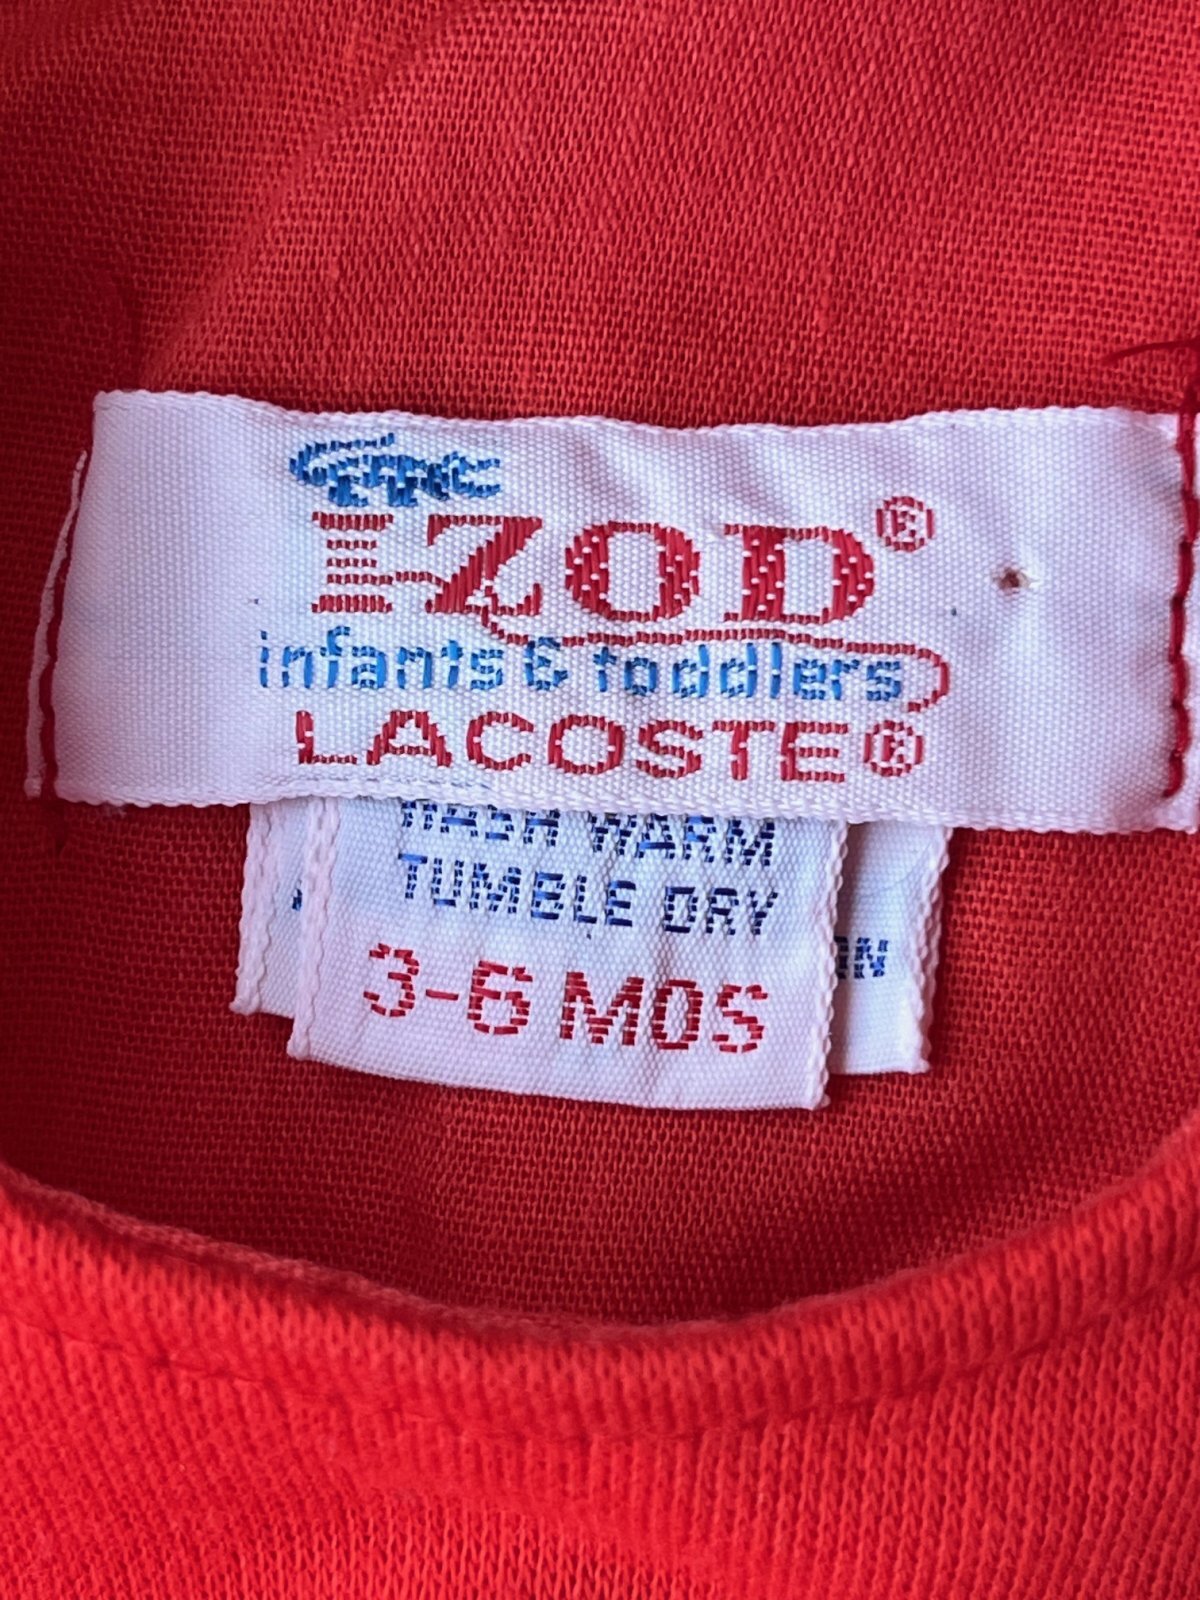 IZOD®
infants & toddlers
LACOSTE®
WASH WARM
TUMBLE DRY
3-6 MOS